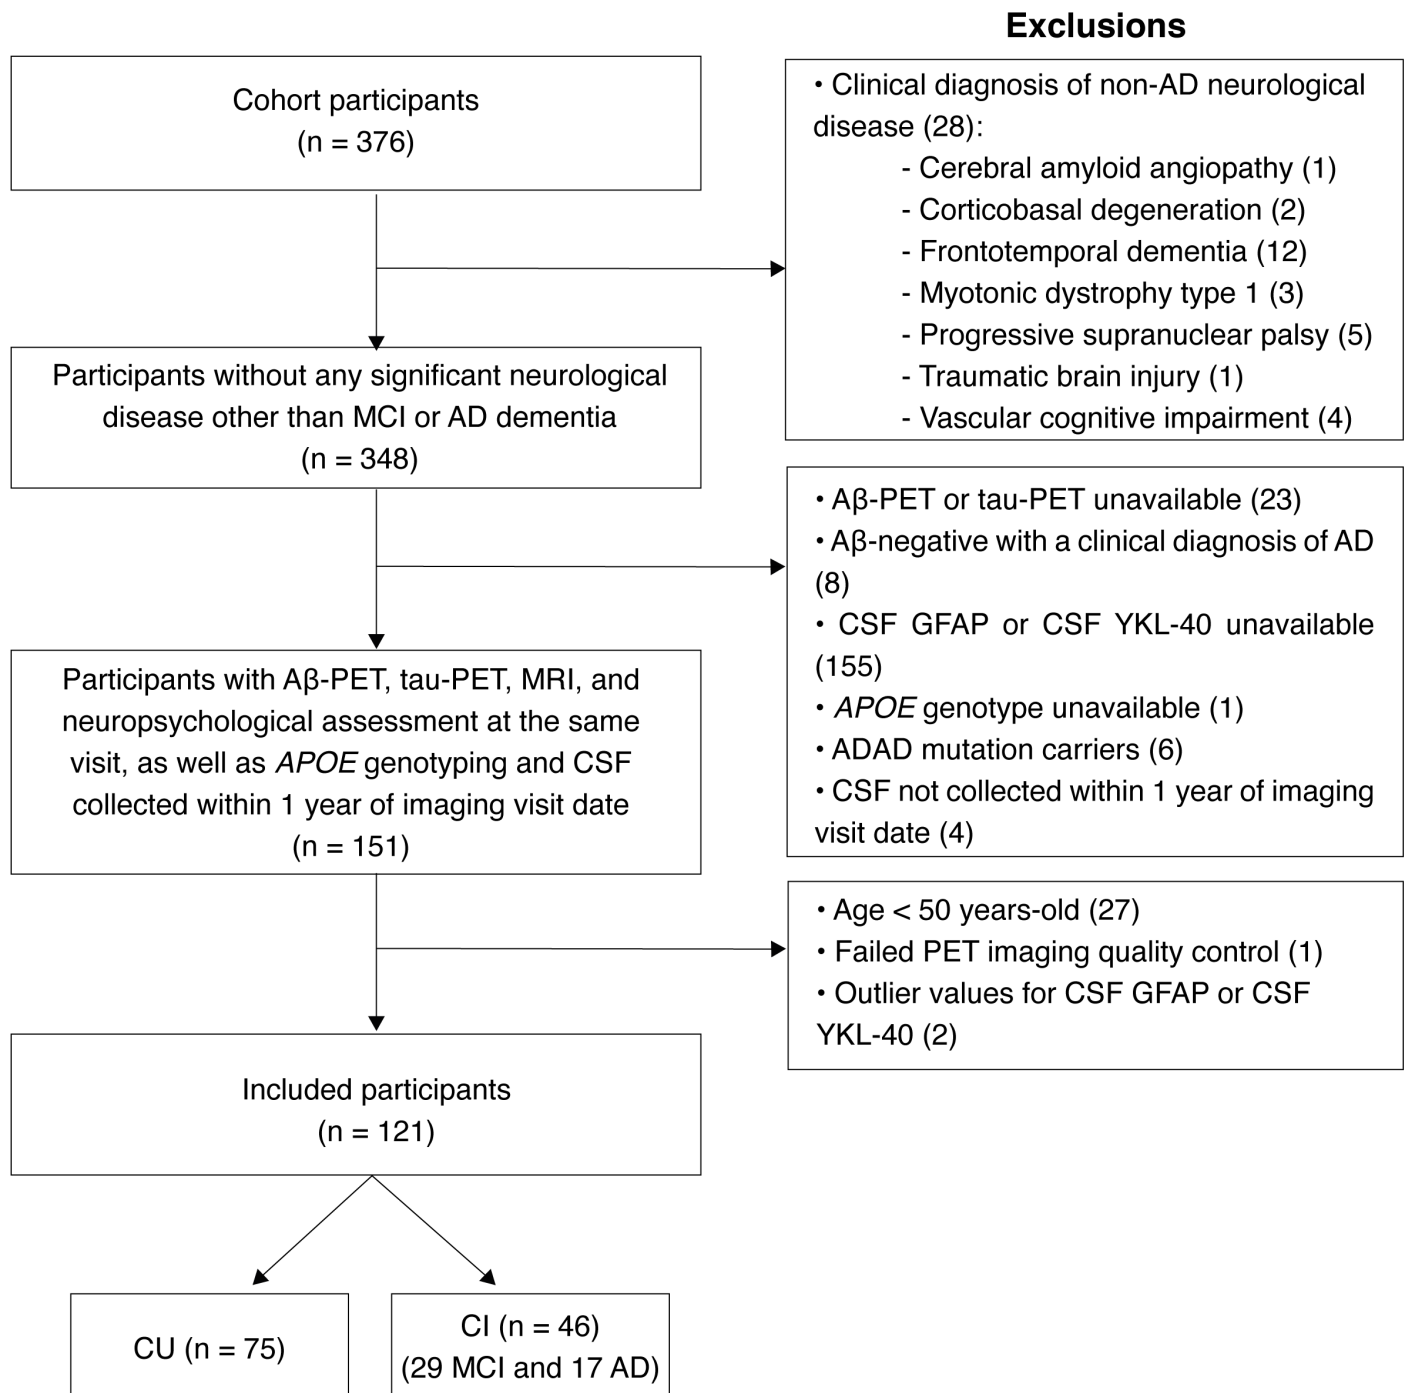 Exclusions
Cohort participants
(n = 376)
• Clinical diagnosis of non-AD neurological
disease (28):
- Cerebral amyloid angiopathy (1)
- Corticobasal degeneration (2)
- Frontotemporal dementia (12)
- Myotonic dystrophy type 1 (3)
- Progressive supranuclear palsy (5)
- Traumatic brain injury (1)
- Vascular cognitive impairment (4)
Participants without any significant neurological
disease other than MCI or AD dementia
(n = 348)
• Aβ-PET or tau-PET unavailable (23)
• Aβ-negative with a clinical diagnosis of AD
(8)
• CSF GFAP or CSF YKL-40 unavailable
(155)
• APOE genotype unavailable (1)
• ADAD mutation carriers (6)
• CSF not collected within 1 year of imaging
visit date (4)
Participants with Aβ-PET, tau-PET, MRI, and
neuropsychological assessment at the same
visit, as well as APOE genotyping and CSF
collected within 1 year of imaging visit date
(n = 151)
• Age < 50 years-old (27)
• Failed PET imaging quality control (1)
• Outlier values for CSF GFAP or CSF
YKL-40 (2)
Included participants
(n = 121)
CU (n = 75)
CI (n = 46)
(29 MCI and 17 AD)